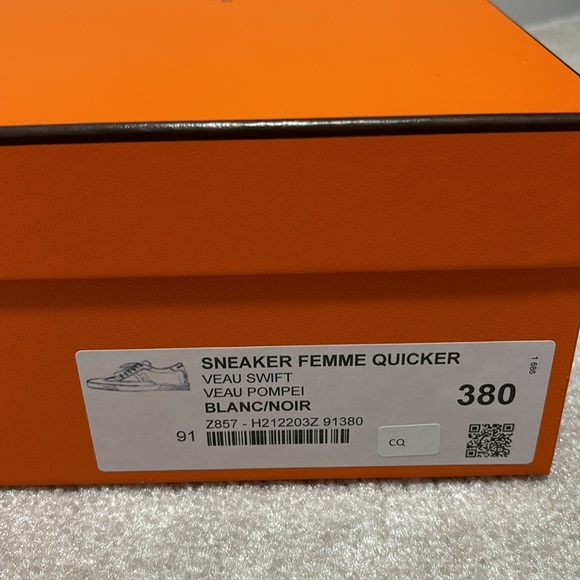 SNEAKER FEMME QUICKER
VEAU SWIFT
VEAU POMPEI
BLANC/NOIR
380
Z857 - H212203Z 91380
91
CQ
1 686